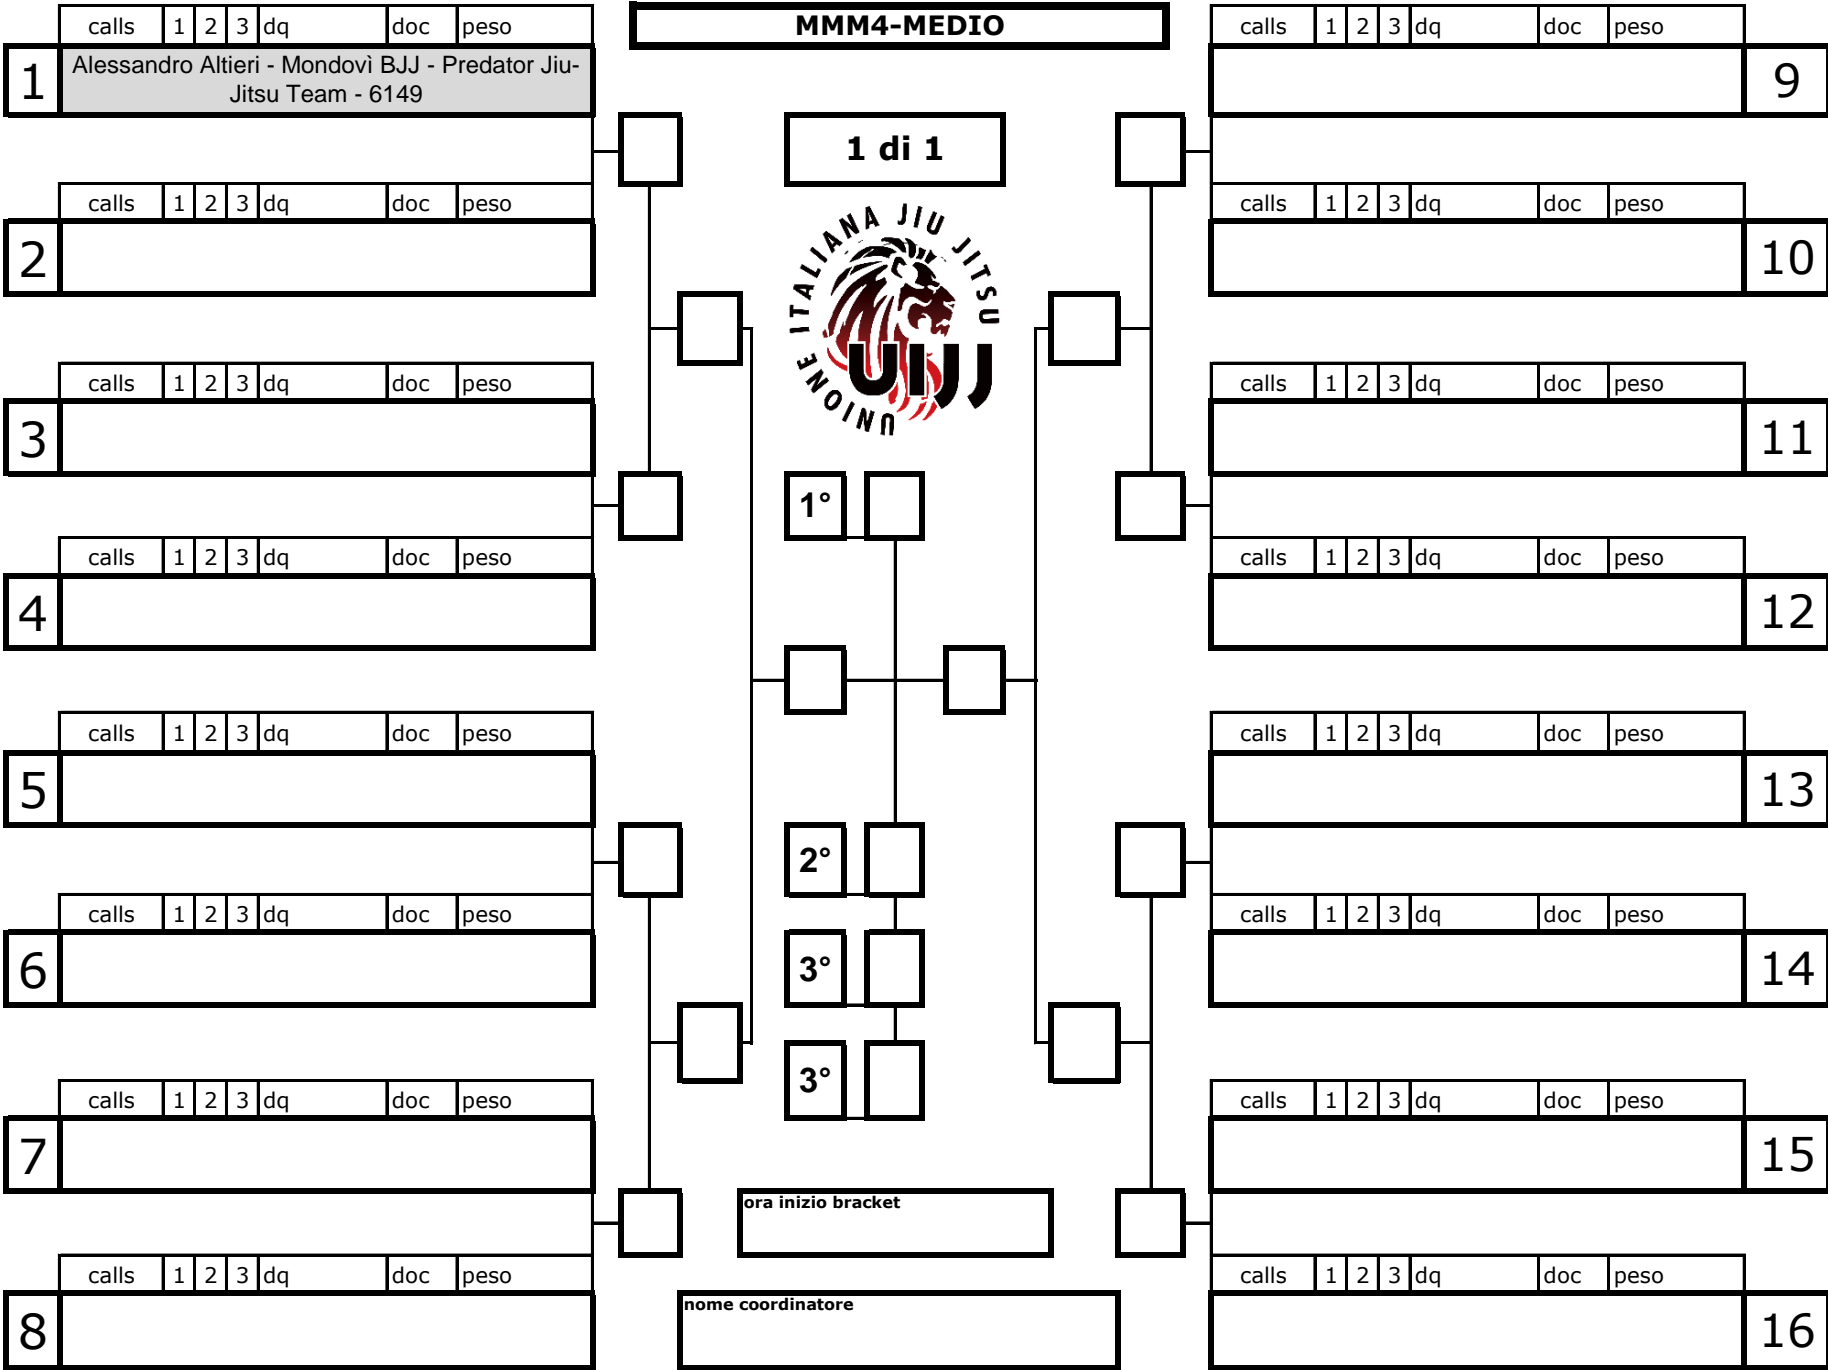 MMM4-MEDIO
1 di 1
UNIONE ITALIANA JIU JITSU
UIJJ
calls 1 2 3 dq doc peso
1 Alessandro Altieri - Mondovì BJJ - Predator Jiu-
Jitsu Team - 6149
calls 1 2 3 dq doc peso
2
calls 1 2 3 dq doc peso
3
calls 1 2 3 dq doc peso
4
calls 1 2 3 dq doc peso
5
calls 1 2 3 dq doc peso
6
calls 1 2 3 dq doc peso
7
calls 1 2 3 dq doc peso
8
1°
2°
3°
3°
ora inizio bracket
nome coordinatore
calls 1 2 3 dq doc peso
9
calls 1 2 3 dq doc peso
10
calls 1 2 3 dq doc peso
11
calls 1 2 3 dq doc peso
12
calls 1 2 3 dq doc peso
13
calls 1 2 3 dq doc peso
14
calls 1 2 3 dq doc peso
15
calls 1 2 3 dq doc peso
16